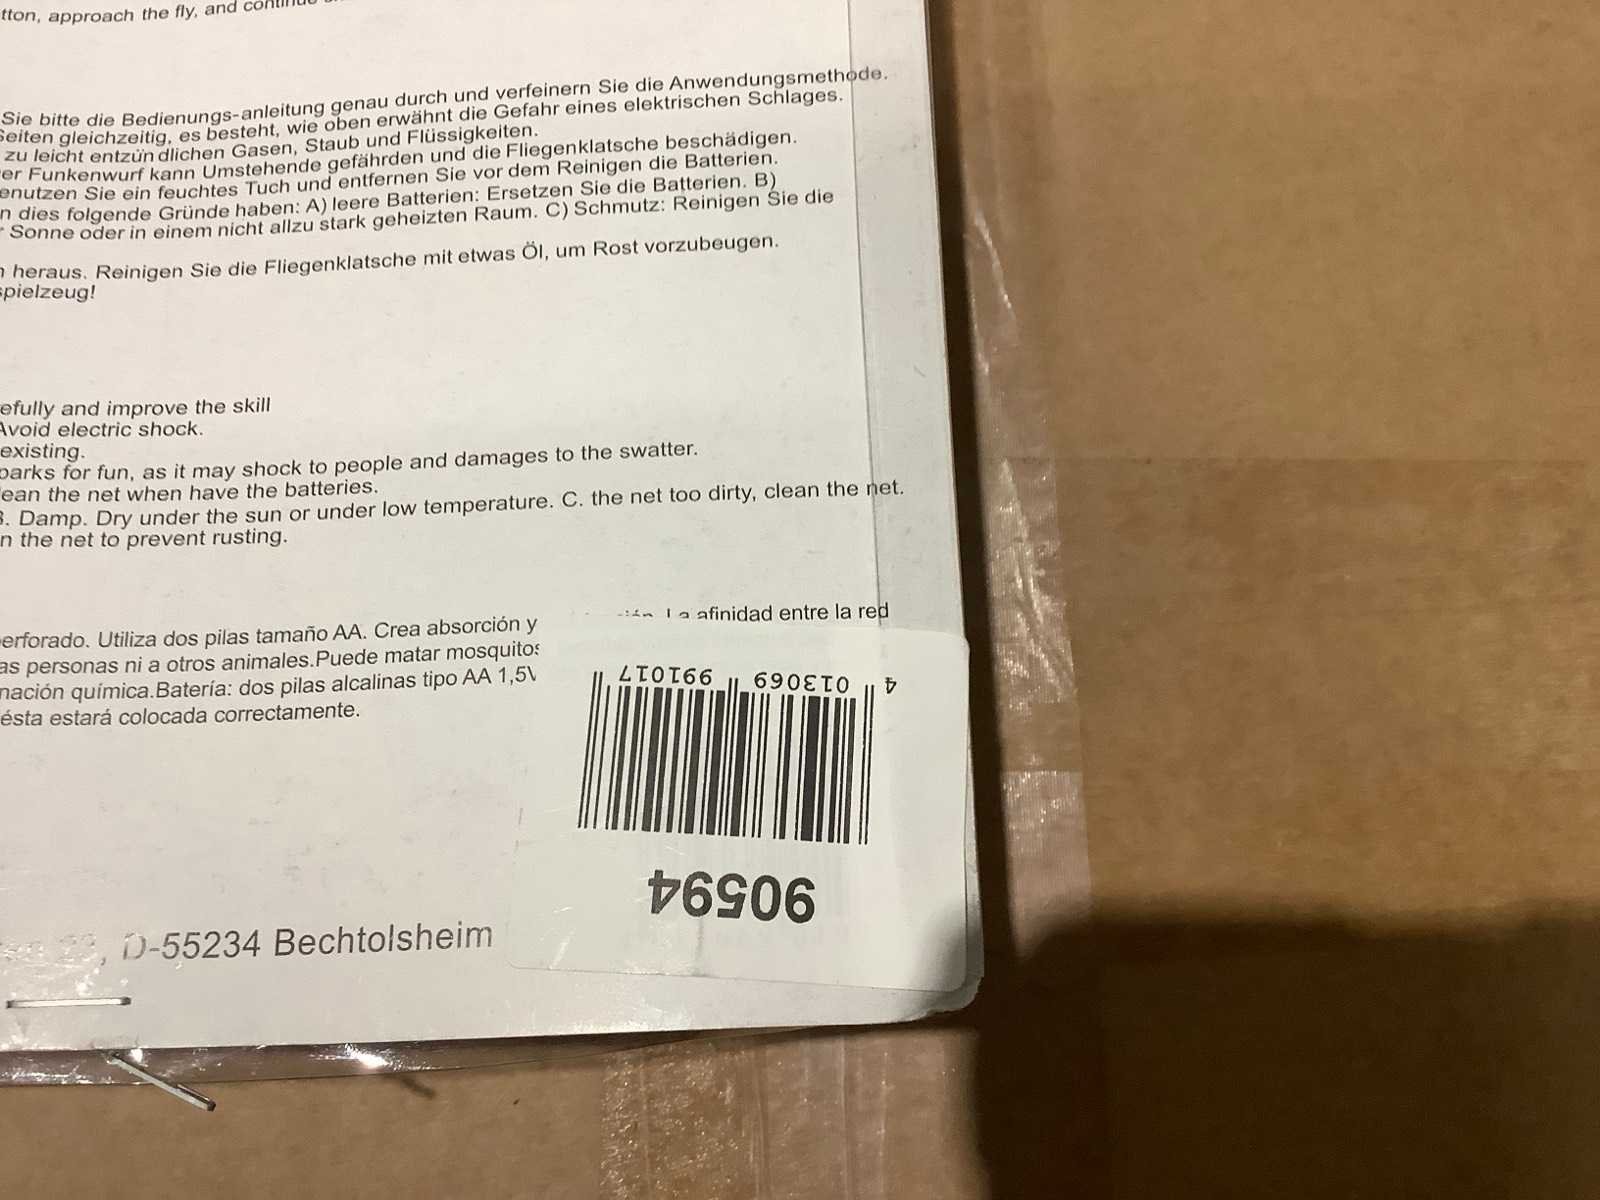 tton, approach the fly, and continue
Sie bitte die Bedienungs-anleitung genau durch und verfeinern Sie die Anwendungsmethode.
Seiten gleichzeitig, es besteht, wie oben erwähnt die Gefahr eines elektrischen Schlages.
zu leicht entzün dlichen Gasen, Staub und Flüssigkeiten.
er Funkenwurf kann Umstehende gefährden und die Fliegenklatsche beschädigen.
enutzen Sie ein feuchtes Tuch und entfernen Sie vor dem Reinigen die Batterien.
n dies folgende Gründe haben: A) leere Batterien: Ersetzen Sie die Batterien. B)
r Sonne oder in einem nicht allzu stark geheizten Raum. C) Schmutz: Reinigen Sie die
n heraus. Reinigen Sie die Fliegenklatsche mit etwas Öl, um Rost vorzubeugen.
spielzeug!
efully and improve the skill
Avoid electric shock.
existing.
parks for fun, as it may shock to people and damages to the swatter.
lean the net when have the batteries.
B. Damp. Dry under the sun or under low temperature. C. the net too dirty, clean the net.
n the net to prevent rusting.
La afinidad entre la red
perforado. Utiliza dos pilas tamaño AA. Crea absorción y
as personas ni a otros animales.Puede matar mosquitos
nación química.Batería: dos pilas alcalinas tipo AA 1,5V
ésta estará colocada correctamente.
4 013069 991017
90594
D-55234 Bechtolsheim